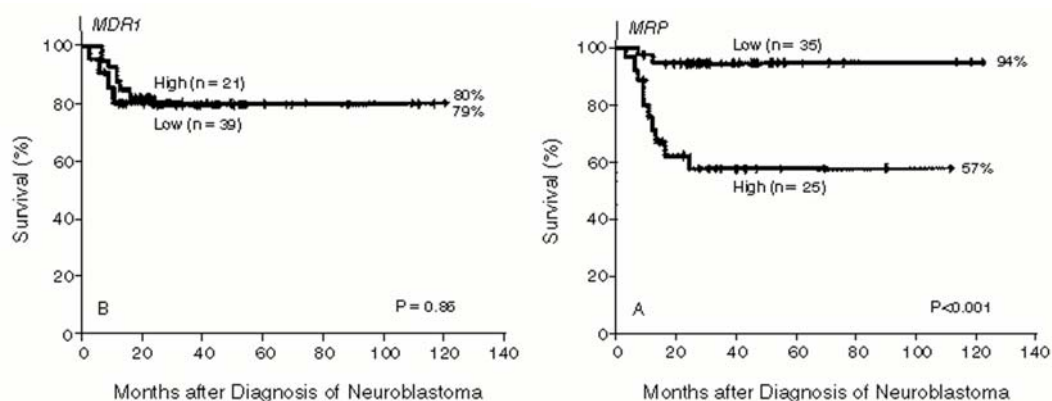 MDR1
100
80
60
40
20
0
Survival (%)
High (n = 21)
Low (n = 39)
80%
79%
B
P = 0.86
0 20 40 60 80 100 120 140
Months after Diagnosis of Neuroblastoma
MRP
100
80
60
40
20
0
Survival (%)
Low (n= 35)
94%
High (n = 25)
57%
A
P<0.001
0 20 40 60 80 100 120 140
Months after Diagnosis of Neuroblastoma